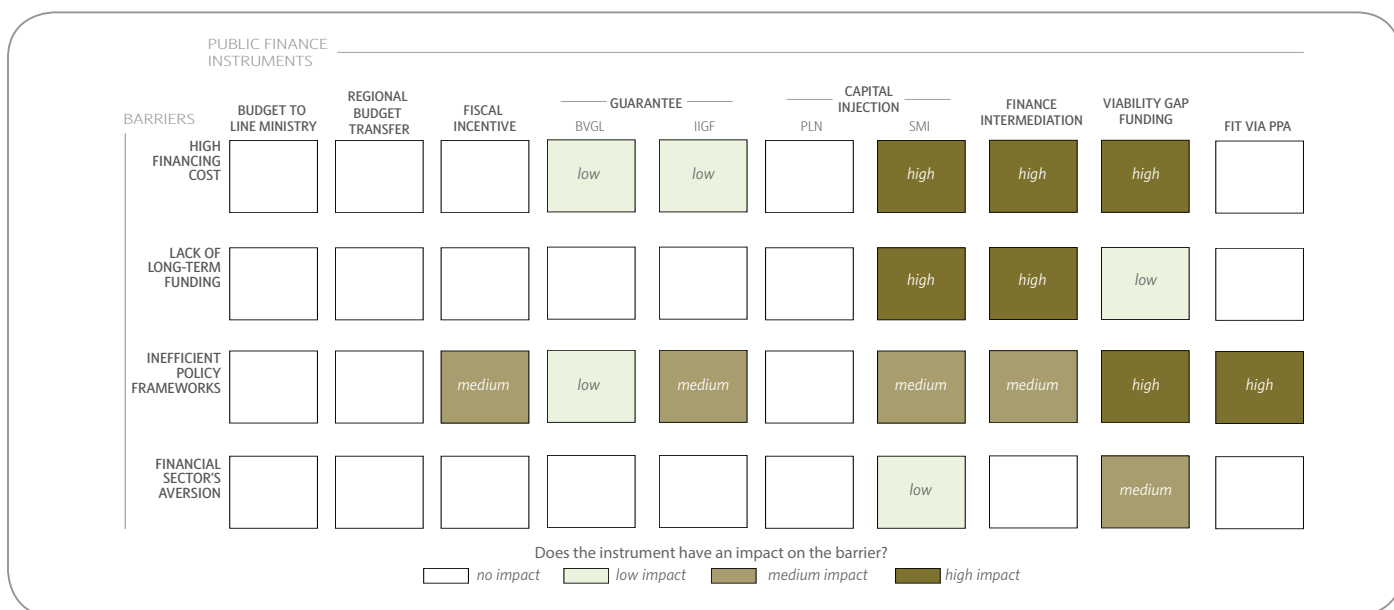 PUBLIC FINANCE
INSTRUMENTS
BARRIERS
BUDGET TO
LINE MINISTRY
REGIONAL
BUDGET
TRANSFER
FISCAL
INCENTIVE
GUARANTEE
BVGL
IIGF
CAPITAL
INJECTION
PLN
SMI
FINANCE
INTERMEDIATION
VIABILITY GAP
FUNDING
FIT VIA PPA
HIGH
FINANCING
COST
low
low
high
high
high
LACK OF
LONG-TERM
FUNDING
high
high
low
INEFFICIENT
POLICY
FRAMEWORKS
medium
low
medium
medium
medium
high
high
FINANCIAL
SECTOR'S
AVERSION
low
medium
Does the instrument have an impact on the barrier?
no impact
low impact
medium impact
high impact